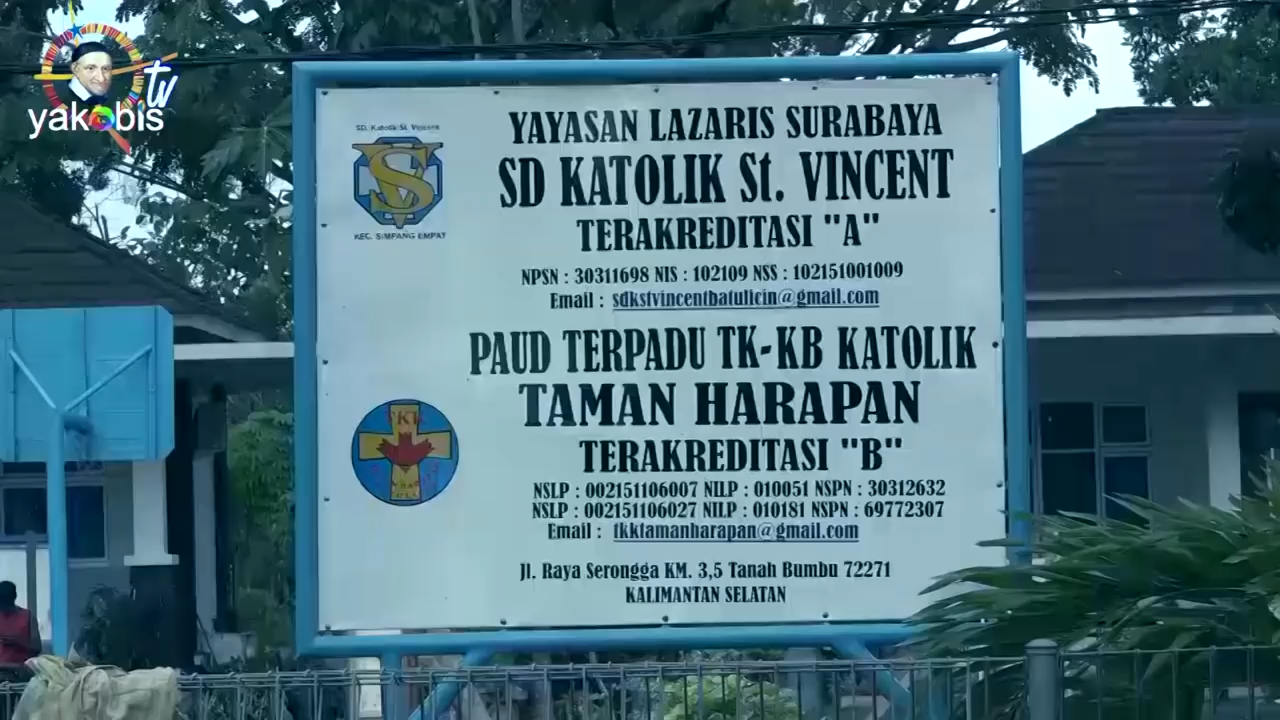 yakobis tv
SD. Katolik St. Vincent
SV
KEC. SIMPANG EMPAT
YAYASAN LAZARIS SURABAYA
SD KATOLIK St. VINCENT
TERAKREDITASI "A"
NPSN : 30311698 NIS : 102109 NSS : 102151001009
Email : sdkstvincentbatulicin@gmail.com
PAUD TERPADU TK-KB KATOLIK
TAMAN HARAPAN
TERAKREDITASI "B"
NSLP : 002151106007 NILP : 010051 NSPN : 30312632
NSLP : 002151106027 NILP : 010181 NSPN : 69772307
Email : tkktamanharapan@gmail.com
Jl. Raya Serongga KM. 3,5 Tanah Bumbu 72271
KALIMANTAN SELATAN